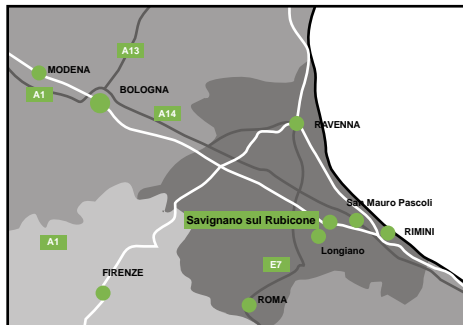 A13
MODENA
BOLOGNA
A1
A14
RAVENNA
San Mauro Pascoli
Savignano sul Rubicone
RIMINI
A1
Longiano
E7
FIRENZE
ROMA